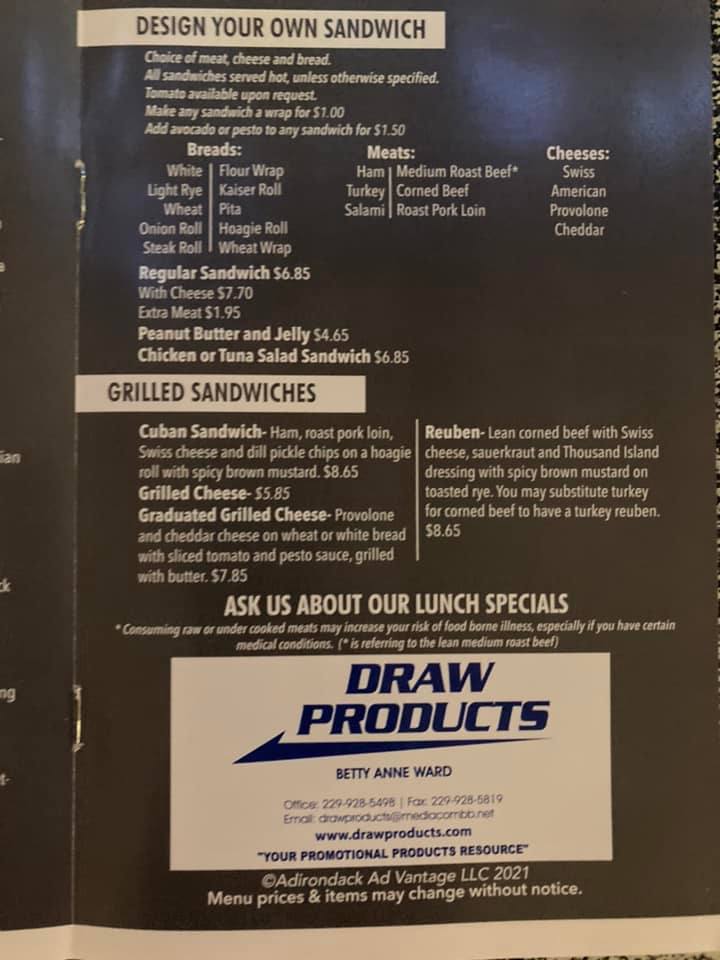 DESIGN YOUR OWN SANDWICH
Choice of meat, cheese and bread.
All sandwiches served hot, unless otherwise specified.
Tomato available upon request.
Make any sandwich a wrap for $1.00
Add avocado or pesto to any sandwich for $1.50
Breads:
White | Flour Wrap
Light Rye | Kaiser Roll
Wheat | Pita
Onion Roll | Hoagie Roll
Steak Roll | Wheat Wrap
Meats:
Ham | Medium Roast Beef*
Turkey | Corned Beef
Salami | Roast Pork Loin
Cheeses:
Swiss
American
Provolone
Cheddar
Regular Sandwich $6.85
With Cheese $7.70
Extra Meat $1.95
Peanut Butter and Jelly $4.65
Chicken or Tuna Salad Sandwich $6.85
GRILLED SANDWICHES
Cuban Sandwich- Ham, roast pork loin,
Swiss cheese and dill pickle chips on a hoagie
roll with spicy brown mustard. $8.65
Grilled Cheese- $5.85
Graduated Grilled Cheese- Provolone
and cheddar cheese on wheat or white bread
with sliced tomato and pesto sauce, grilled
with butter. $7.85
Reuben- Lean corned beef with Swiss
cheese, sauerkraut and Thousand Island
dressing with spicy brown mustard on
toasted rye. You may substitute turkey
for corned beef to have a turkey reuben.
$8.65
ASK US ABOUT OUR LUNCH SPECIALS
* Consuming raw or under cooked meats may increase your risk of food borne illness, especially if you have certain
medical conditions. (* is referring to the lean medium roast beef)
DRAW
PRODUCTS
BETTY ANNE WARD
Office: 229-928-5498 | Fax: 229-928-5819
Email: drawproducts@mediacombb.net
www.drawproducts.com
"YOUR PROMOTIONAL PRODUCTS RESOURCE"
©Adirondack Ad Vantage LLC 2021
Menu prices & items may change without notice.